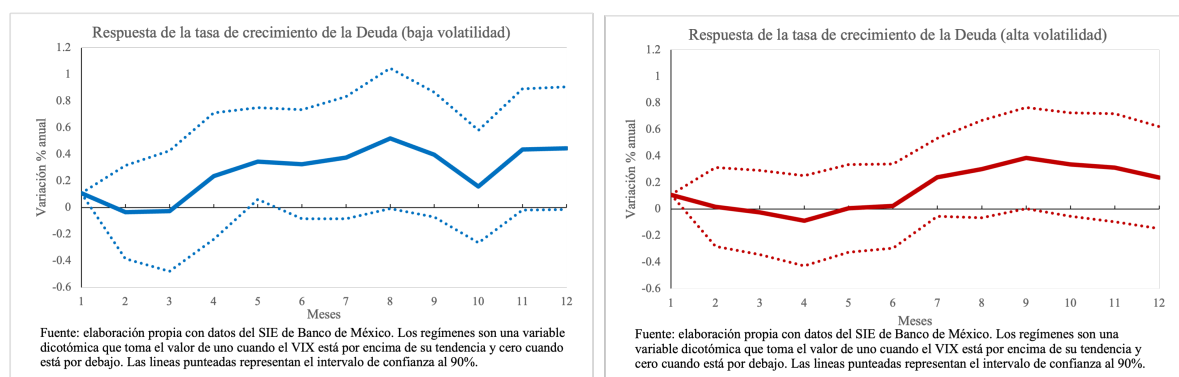 Respuesta de la tasa de crecimiento de la Deuda (baja volatilidad)
1.2
1
0.8
0.6
0.4
0.2
0
-0.2
-0.4
-0.6
Variación % anual
1 2 3 4 5 6 7 8 9 10 11 12
Meses
Fuente: elaboración propia con datos del SIE de Banco de México. Los regímenes son una variable
dicotómica que toma el valor de uno cuando el VIX está por encima de su tendencia y cero cuando
está por debajo. Las lineas punteadas representan el intervalo de confianza al 90%.
Respuesta de la tasa de crecimiento de la Deuda (alta volatilidad)
1.2
1
0.8
0.6
0.4
0.2
0
-0.2
-0.4
-0.6
Variación % anual
1 2 3 4 5 6 7 8 9 10 11 12
Meses
Fuente: elaboración propia con datos del SIE de Banco de México. Los regímenes son una
variable dicotómica que toma el valor de uno cuando el VIX está por encima de su tendencia y
cero cuando está por debajo. Las lineas punteadas representan el intervalo de confianza al 90%.